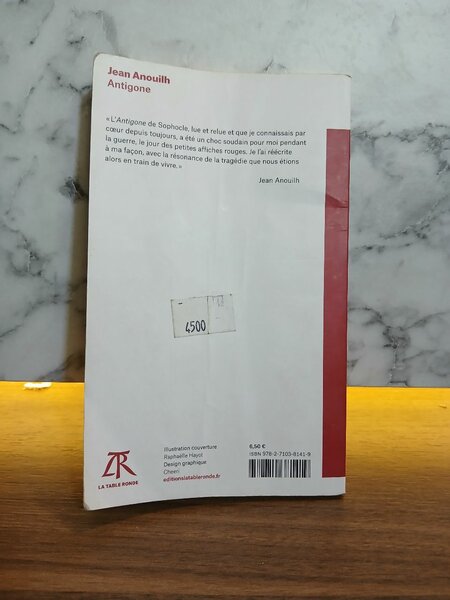 Jean Anouilh
Antigone
« L'Antigone de Sophocle, lue et relue et que je connaissais par
cœur depuis toujours, a été un choc soudain pour moi pendant
la guerre, le jour des petites affiches rouges. Je l'ai réécrite
à ma façon, avec la résonance de la tragédie que nous étions
alors en train de vivre. »
Jean Anouilh
4500
LA TABLE RONDE
Illustration couverture
Raphaëlle Hayot
Design graphique
Cheeri
editionslatableronde.fr
6,50 €
ISBN 978-2-7103-8141-9